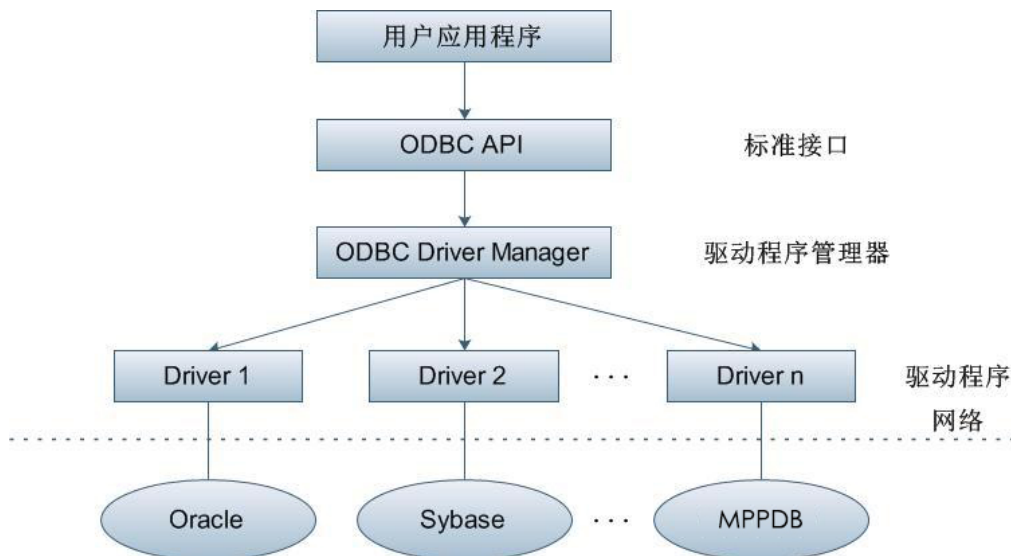 用户应用程序
ODBC API
标准接口
ODBC Driver Manager
驱动程序管理器
Driver 1
Driver 2
...
Driver n
驱动程序
网络
Oracle
Sybase
...
MPPDB